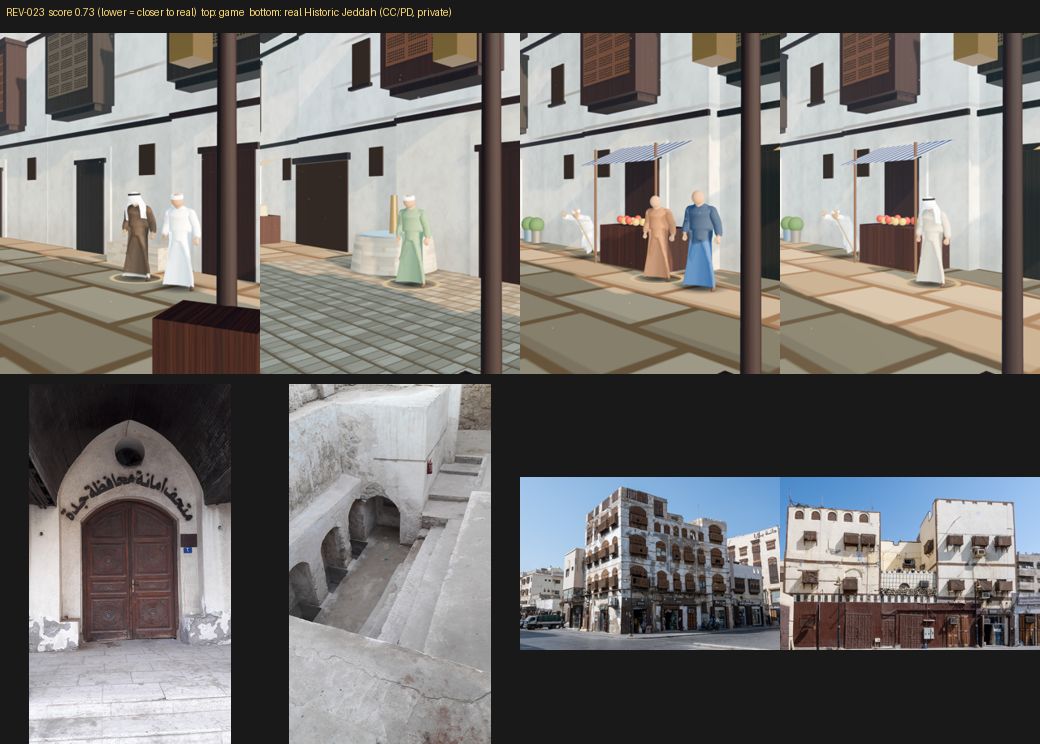 REV-023 score 0.73 (lower = closer to real) top: game bottom: real Historic Jeddah (CC/PD, private)
متحف أمانة محافظة جدة